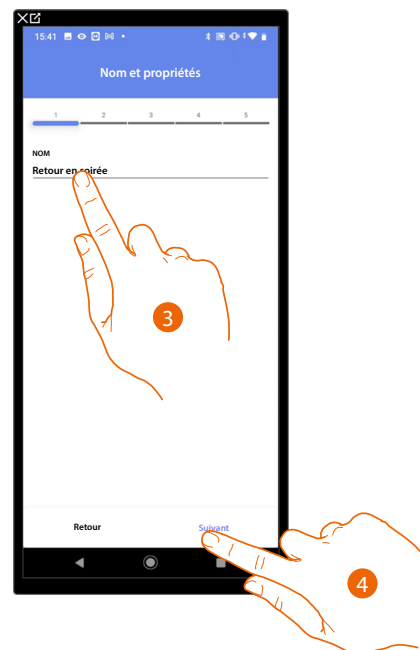 15:41
Nom et propriétés
1 2 3 4 5
NOM
Retour en soirée
3
Retour Suivant
4